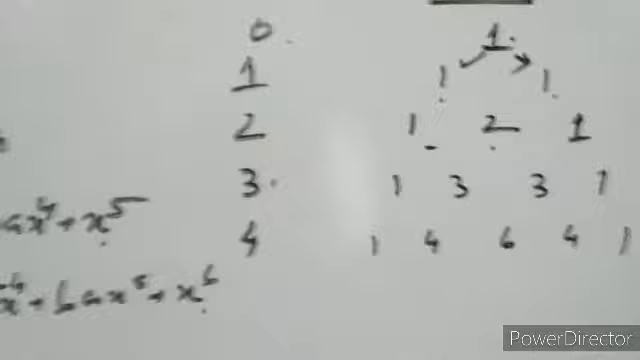 0. 1.
1 1 1
2 1 2 1
3 1 3 3 1
ax⁴ + x⁵
4 1 4 6 4 1
x⁴ + 6ax⁵ + x⁶
PowerDirector